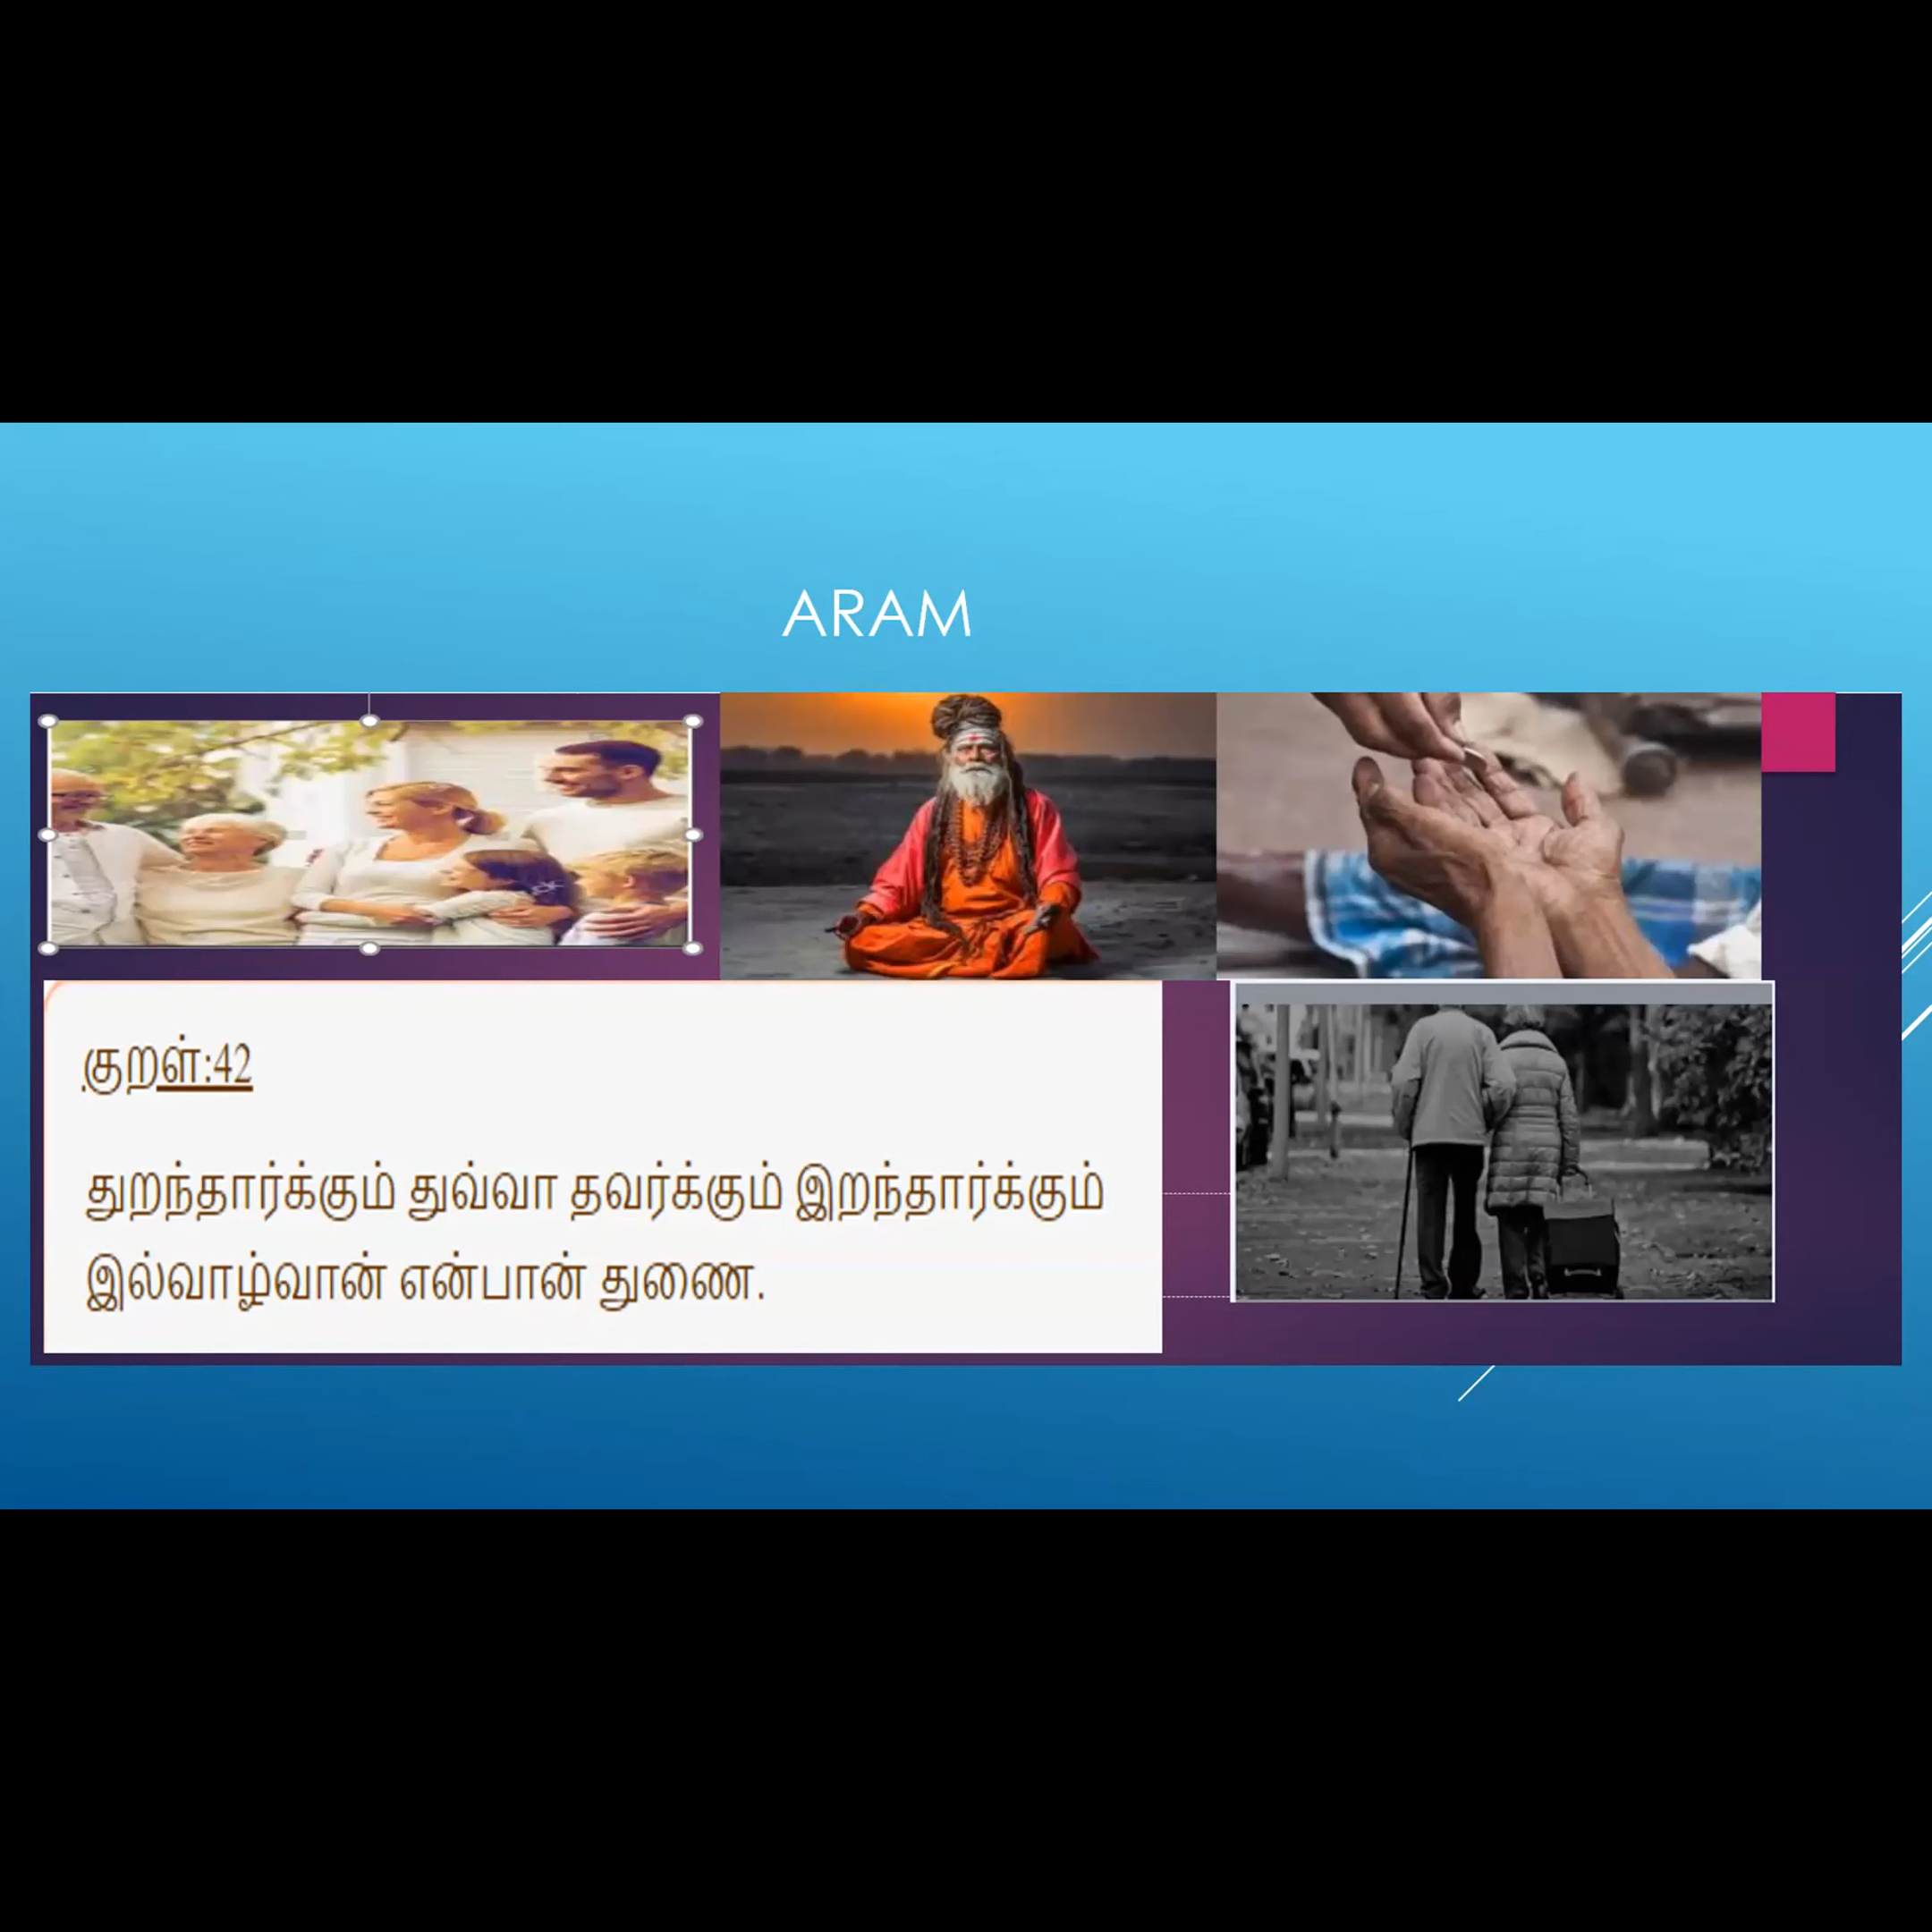 ARAM
குறள்:42
துறந்தார்க்கும் துவ்வா தவர்க்கும் இறந்தார்க்கும்
இல்வாழ்வான் என்பான் துணை.